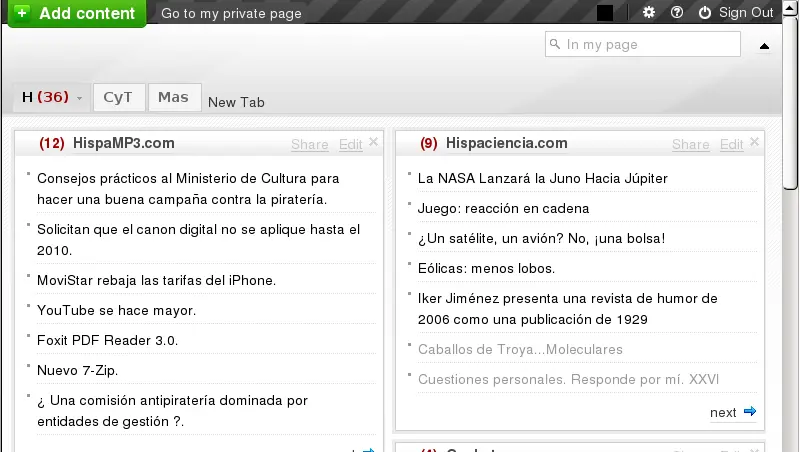 Add content Go to my private page Sign Out
In my page
H (36) CyT Mas New Tab
(12) HispaMP3.com Share Edit
Consejos prácticos al Ministerio de Cultura para
hacer una buena campaña contra la piratería.
Solicitan que el canon digital no se aplique hasta el
2010.
MoviStar rebaja las tarifas del iPhone.
YouTube se hace mayor.
Foxit PDF Reader 3.0.
Nuevo 7-Zip.
¿ Una comisión antipiratería dominada por
entidades de gestión ?.
(9) Hispaciencia.com Share Edit
La NASA Lanzará la Juno Hacia Júpiter
Juego: reacción en cadena
¿Un satélite, un avión? No, ¡una bolsa!
Eólicas: menos lobos.
Iker Jiménez presenta una revista de humor de
2006 como una publicación de 1929
Caballos de Troya...Moleculares
Cuestiones personales. Responde por mí. XXVI
next